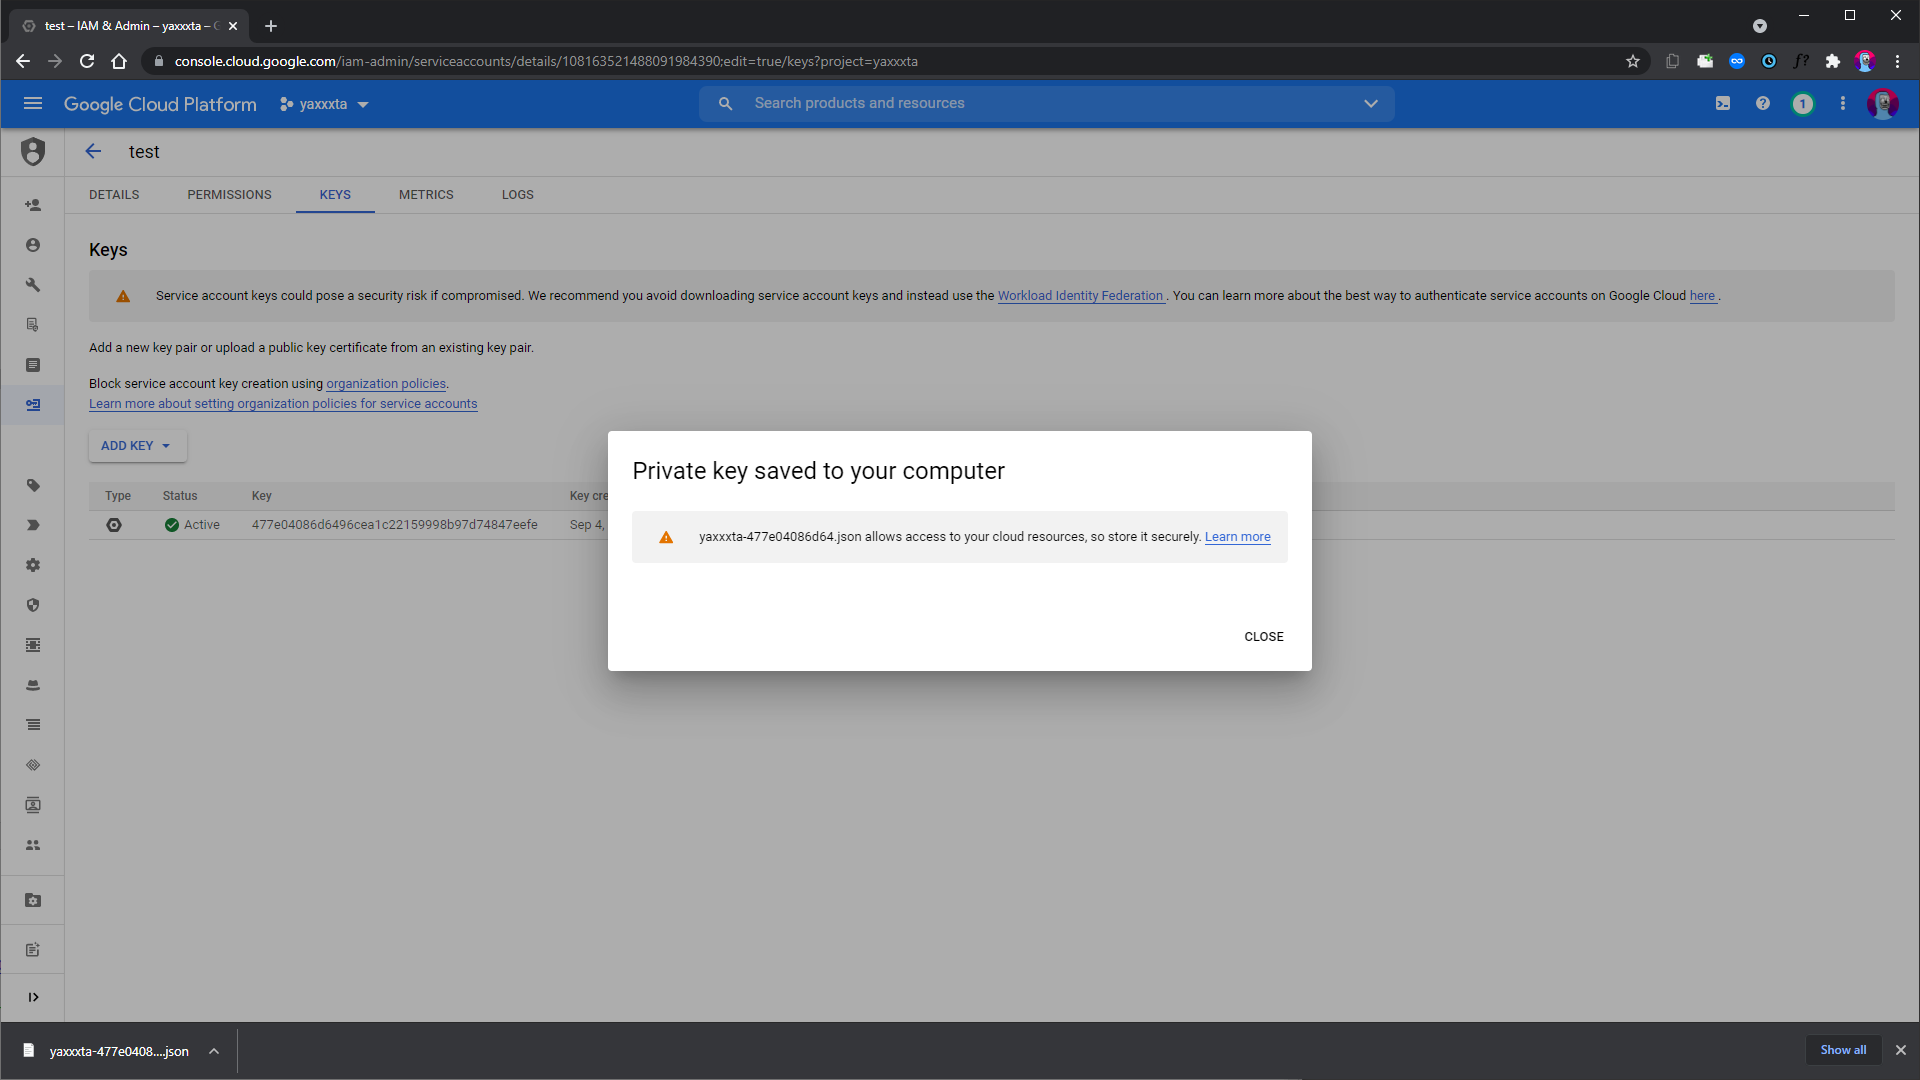 test – IAM & Admin – yaxxxta –
console.cloud.google.com/iam-admin/serviceaccounts/details/108163521488091984390;edit=true/keys?project=yaxxxta
f?
Google Cloud Platform
yaxxxta
Search products and resources
1
test
DETAILS
PERMISSIONS
KEYS
METRICS
LOGS
Keys
Service account keys could pose a security risk if compromised. We recommend you avoid downloading service account keys and instead use the Workload Identity Federation . You can learn more about the best way to authenticate service accounts on Google Cloud here .
Add a new key pair or upload a public key certificate from an existing key pair.
Block service account key creation using organization policies.
Learn more about setting organization policies for service accounts
ADD KEY
Type Status Key Key cre
Active 477e04086d6496cea1c22159998b97d74847eefe Sep 4,
Private key saved to your computer
yaxxxta-477e04086d64.json allows access to your cloud resources, so store it securely. Learn more
CLOSE
yaxxxta-477e0408....json
Show all